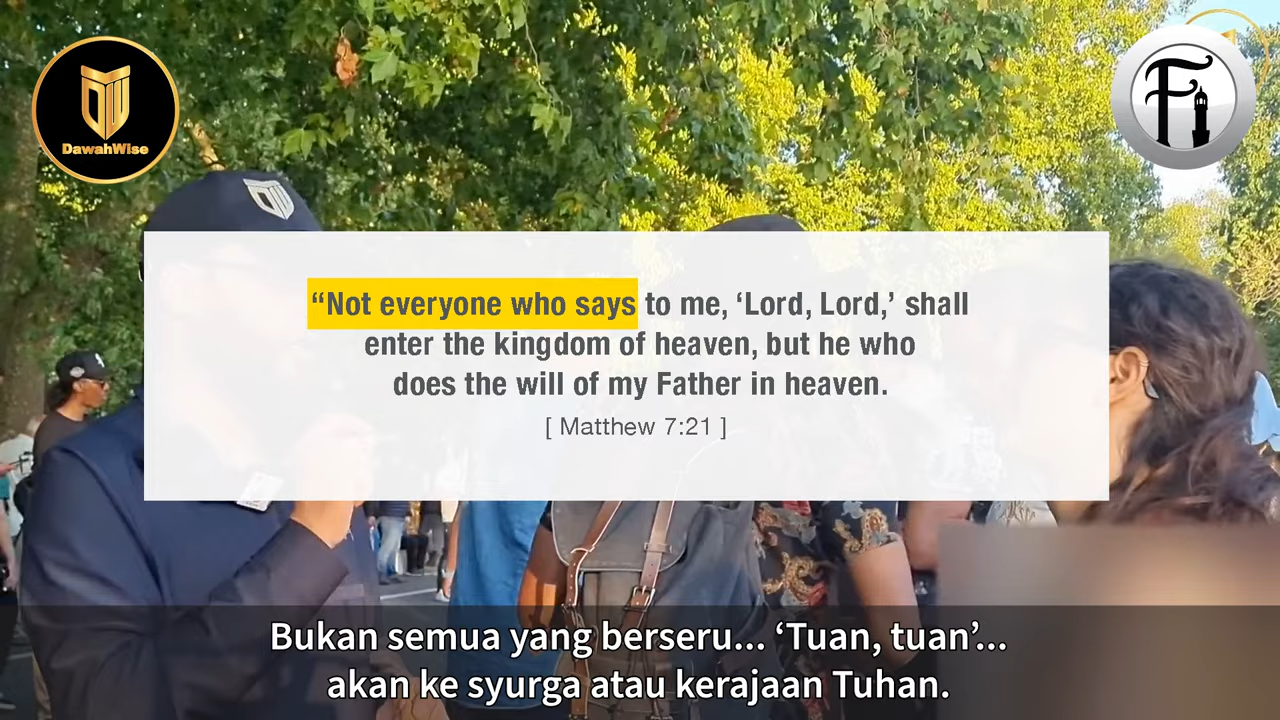 DawahWise
Fi
“Not everyone who says to me, ‘Lord, Lord,’ shall
enter the kingdom of heaven, but he who
does the will of my Father in heaven.
[ Matthew 7:21 ]
Bukan semua yang berseru... ‘Tuan, tuan’...
akan ke syurga atau kerajaan Tuhan.